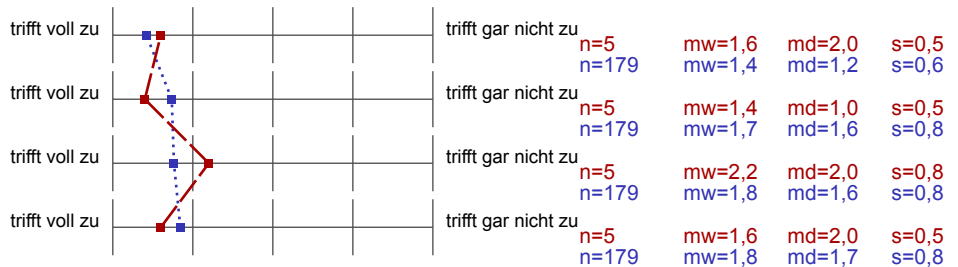 trifft voll zu trifft gar nicht zu
n=5 mw=1,6 md=2,0 s=0,5
n=179 mw=1,4 md=1,2 s=0,6
trifft voll zu trifft gar nicht zu
n=5 mw=1,4 md=1,0 s=0,5
n=179 mw=1,7 md=1,6 s=0,8
trifft voll zu trifft gar nicht zu
n=5 mw=2,2 md=2,0 s=0,8
n=179 mw=1,8 md=1,6 s=0,8
trifft voll zu trifft gar nicht zu
n=5 mw=1,6 md=2,0 s=0,5
n=179 mw=1,8 md=1,7 s=0,8